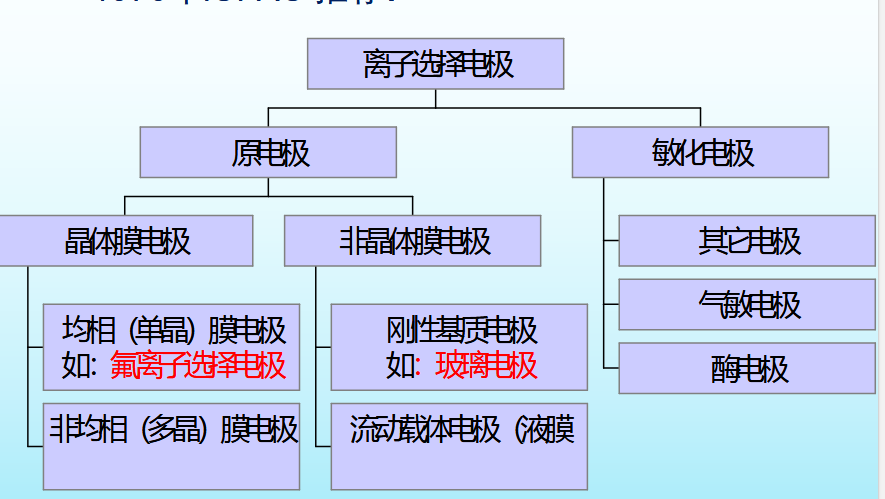 离子选择电极
原电极
敏化电极
晶体膜电极
非晶体膜电极
其它电极
均相（单晶）膜电极
如：氟离子选择电极
刚性基质电极
如：玻璃电极
气敏电极
酶电极
非均相（多晶）膜电极
流动载体电极（液膜